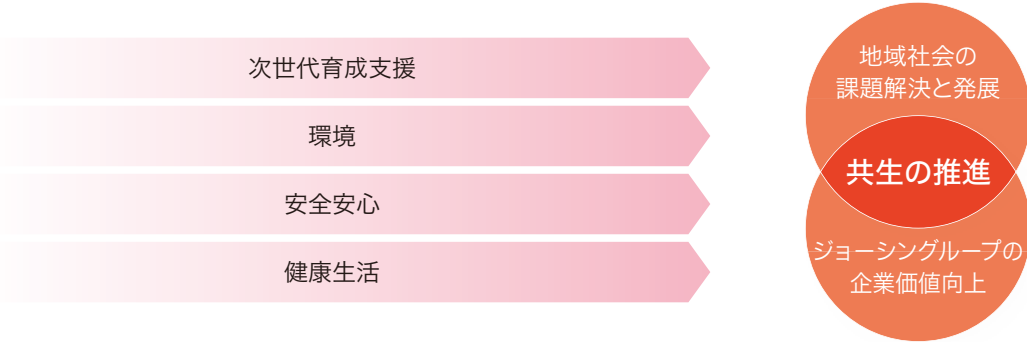 次世代育成支援
環境
安全安心
健康生活
地域社会の
課題解決と発展
共生の推進
ジョーシングループの
企業価値向上